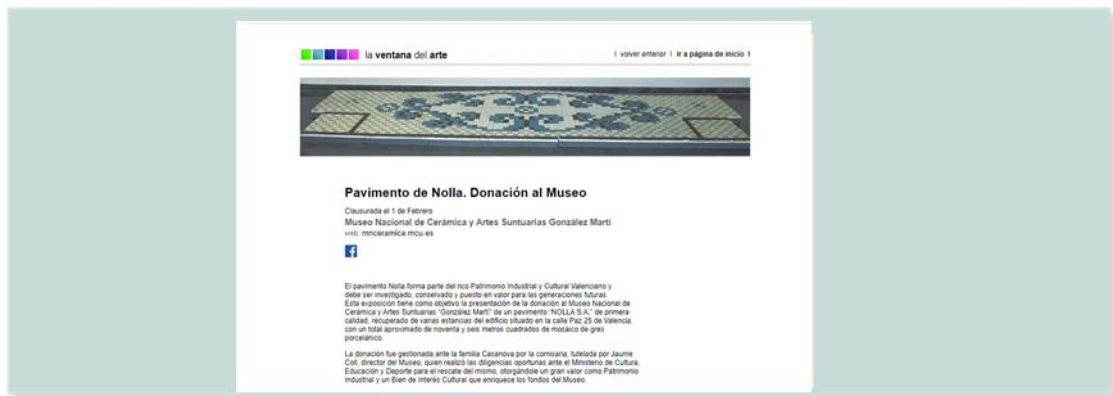 la ventana del arte
| volver anterior | ir a página de inicio |
Pavimento de Nolla. Donación al Museo
Clausurada el 1 de Febrero
Museo Nacional de Cerámica y Artes Suntuarias González Martí
web: mnceramica.mcu.es
El pavimento Nolla forma parte del rico Patrimonio Industrial y Cultural Valenciano y
debe ser investigado, conservado y puesto en valor para las generaciones futuras.
Esta exposición tiene como objetivo la presentación de la donación al Museo Nacional de
Cerámica y Artes Suntuarias "González Martí" de un pavimento "NOLLA S.A." de primera
calidad, recuperado de varias estancias del edificio situado en la calle Paz 25 de Valencia,
con un total aproximado de noventa y seis metros cuadrados de mosaico de gres
porcelánico.
La donación fue gestionada ante la familia Casanova por la comisaria, tutelada por Jaume
Coll, director del Museo, quien realizó las diligencias oportunas ante el Ministerio de Cultura,
Educación y Deporte para el rescate del mismo, otorgándole un gran valor como Patrimonio
Industrial y un Bien de Interés Cultural que enriquece los fondos del Museo.